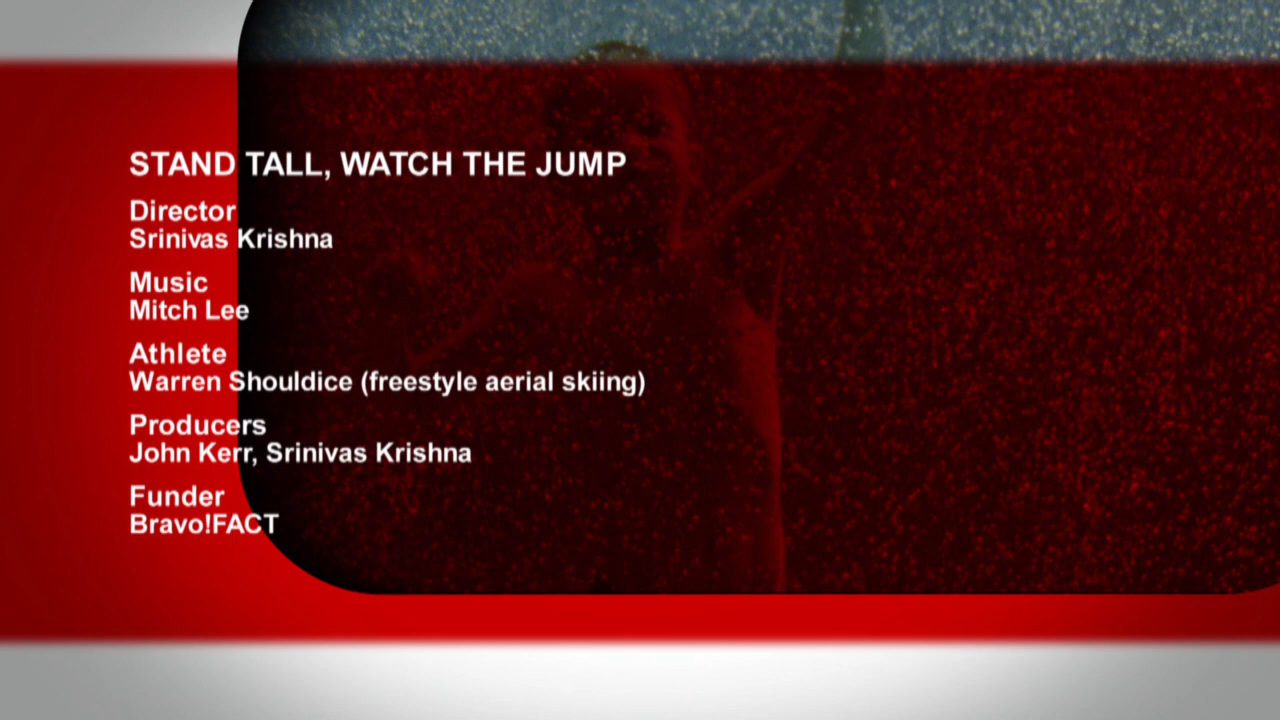 STAND TALL, WATCH THE JUMP
Director
Srinivas Krishna
Music
Mitch Lee
Athlete
Warren Shouldice (freestyle aerial skiing)
Producers
John Kerr, Srinivas Krishna
Funder
Bravo!FACT